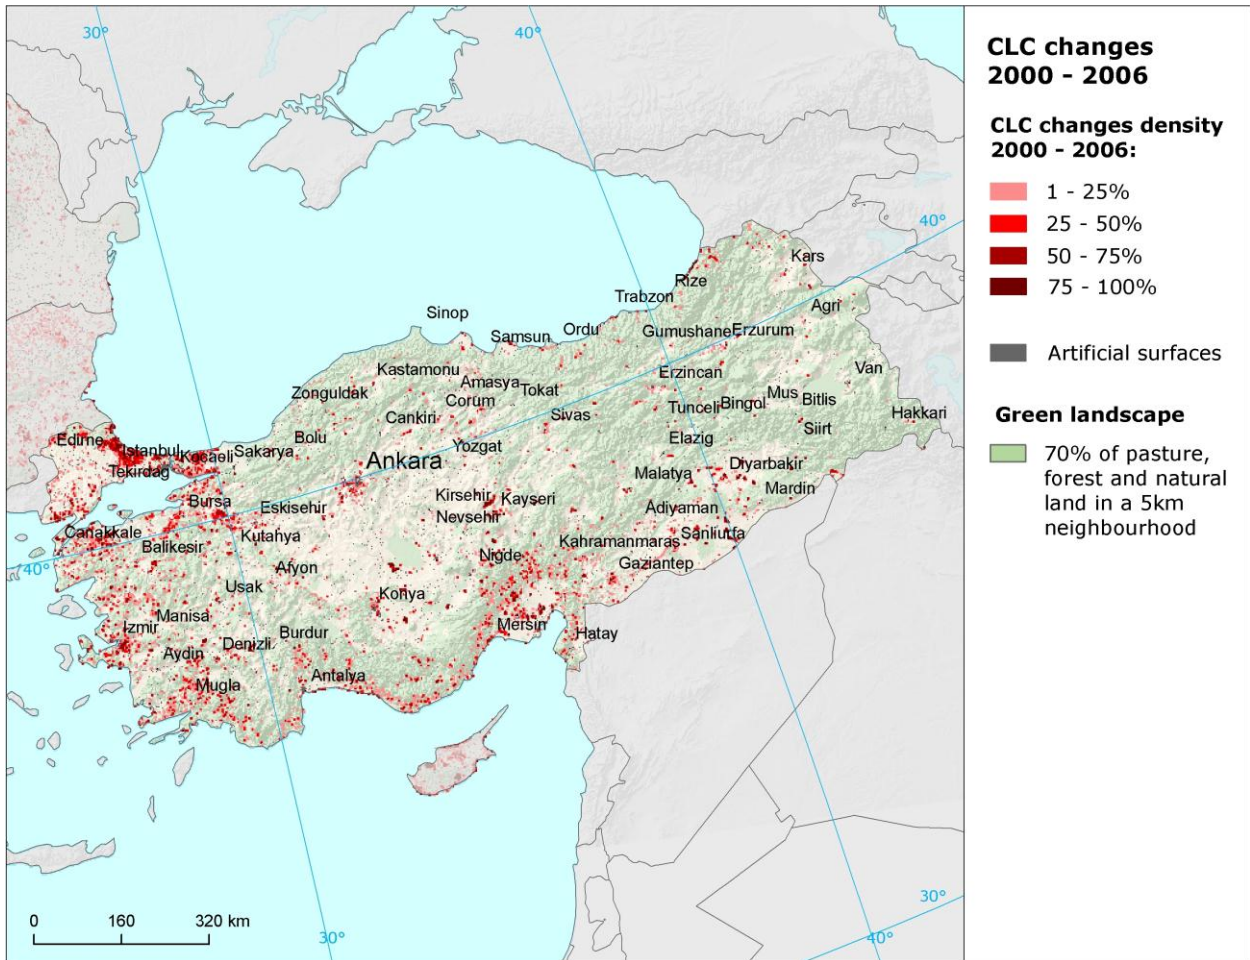 CLC changes
2000 - 2006
CLC changes density
2000 - 2006:
1 - 25%
25 - 50%
50 - 75%
75 - 100%
Artificial surfaces
Green landscape
70% of pasture,
forest and natural
land in a 5km
neighbourhood
30°
40°
40°
Kars
Rize
Trabzon
Agri
Sinop
Samsun
Ordu
Gumushane
Erzurum
Kastamonu
Erzincan
Van
Amasya
Tokat
Zonguldak
Corum
Mus
Bitlis
Tunceli
Bingol
Cankiri
Sivas
Hakkari
Siirt
Edirne
Istanbul
Kocaeli
Sakarya
Bolu
Yozgat
Elazig
Ankara
Tekirdag
Malatya
Diyarbakir
Mardin
Bursa
Eskisehir
Kirsehir
Kayseri
Nevsehir
Adiyaman
Canakkale
Balikesir
Kutahya
Kahramanmaras
Sanliurfa
Nigde
Gaziantep
40°
Afyon
Usak
Konya
Manisa
Izmir
Mersin
Burdur
Hatay
Denizli
Aydin
Mugla
Antalya
0 160 320 km
30°
30°
40°